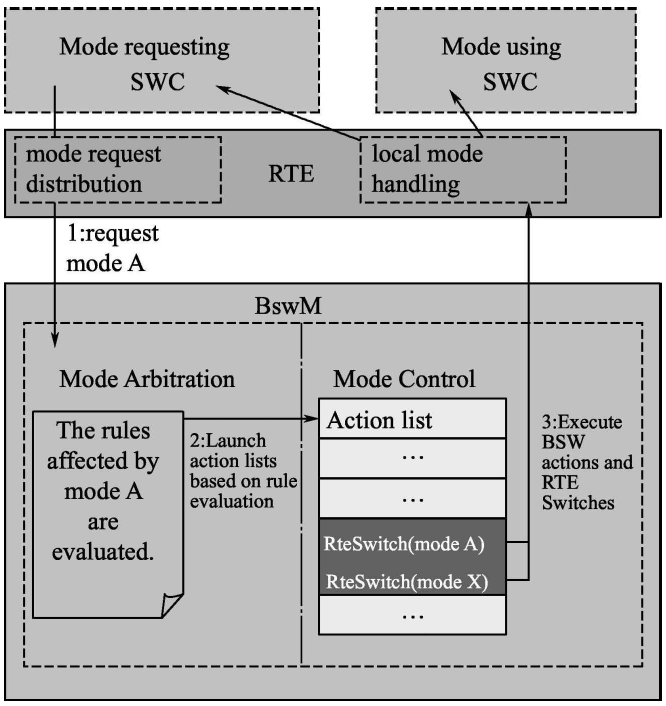 Mode requesting
SWC
Mode using
SWC
mode request
distribution
RTE
local mode
handling
1:request
mode A
BswM
Mode Arbitration
Mode Control
The rules
affected by
mode A
are
evaluated.
2:Launch
action lists
based on rule
evaluation
Action list
...
...
RteSwitch(mode A)
RteSwitch(mode X)
...
3:Execute
BSW
actions and
RTE
Switches